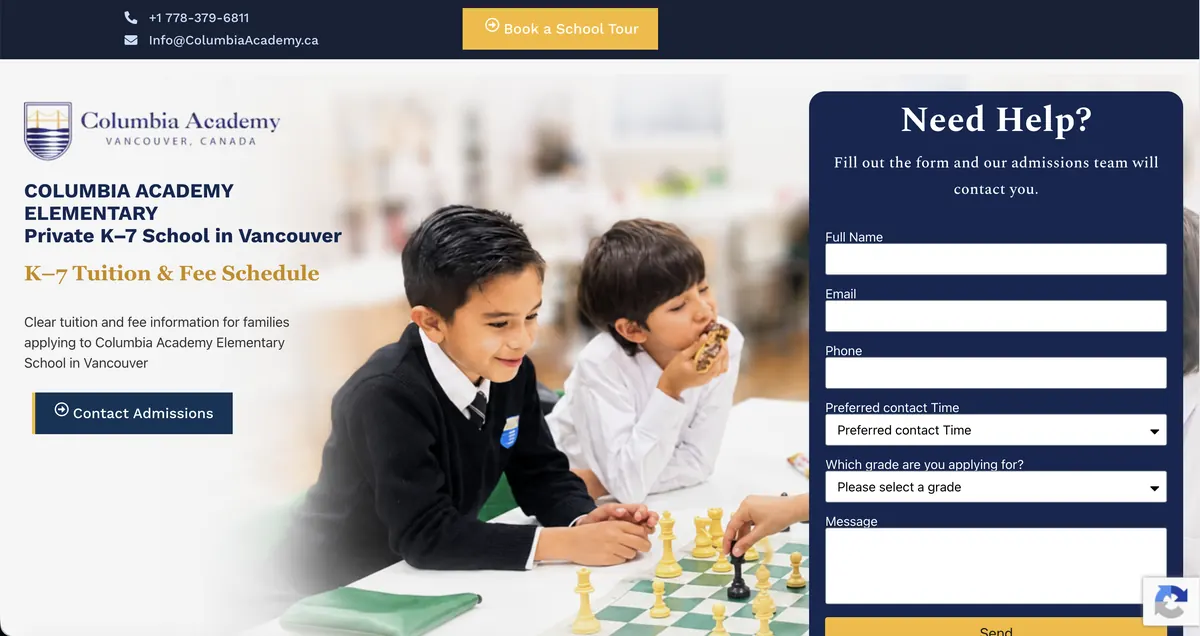 +1 778-379-6811
Info@ColumbiaAcademy.ca
Book a School Tour
Columbia Academy
VANCOUVER, CANADA
COLUMBIA ACADEMY
ELEMENTARY
Private K–7 School in Vancouver
K–7 Tuition & Fee Schedule
Clear tuition and fee information for families
applying to Columbia Academy Elementary
School in Vancouver
Contact Admissions
Need Help?
Fill out the form and our admissions team will
contact you.
Full Name
Email
Phone
Preferred contact Time
Preferred contact Time
Which grade are you applying for?
Please select a grade
Message
Send